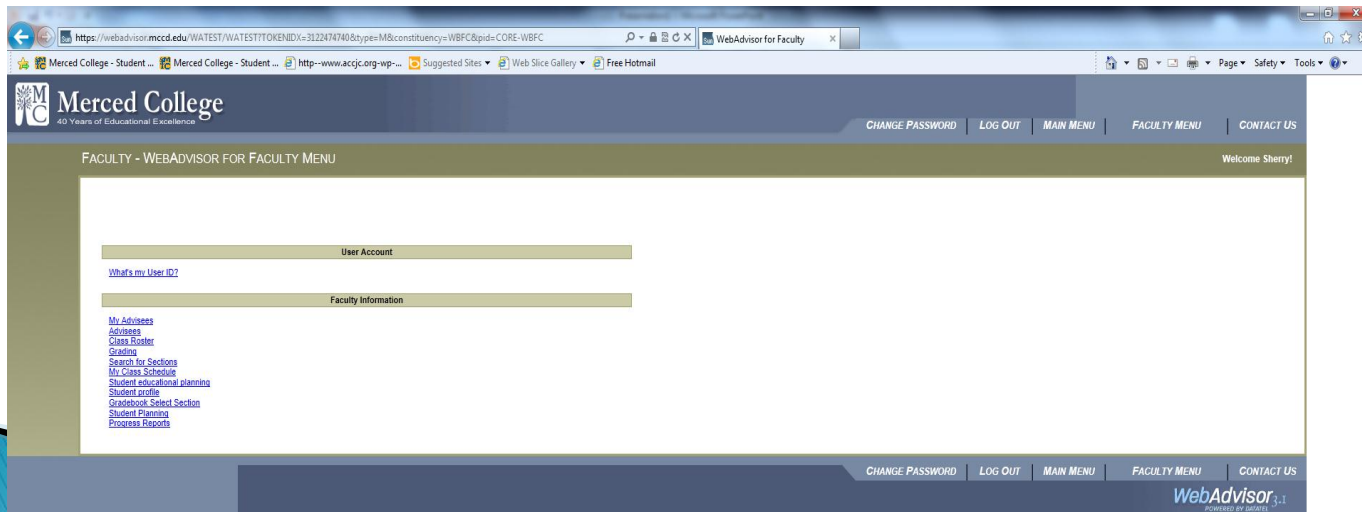 https://webadvisor.mccd.edu/WATEST/WATEST?TOKENIDX=3122474740&type=M&constituency=WBFC&pid=CORE-WBFC
WebAdvisor for Faculty
Merced College - Student ... Merced College - Student ... http--www.accjc.org-wp-... Suggested Sites Web Slice Gallery Free Hotmail Page Safety Tools
MC Merced College
40 Years of Educational Excellence
CHANGE PASSWORD LOG OUT MAIN MENU FACULTY MENU CONTACT US
FACULTY - WEBADVISOR FOR FACULTY MENU Welcome Sherry!
User Account
What's my User ID?
Faculty Information
My Advisees
Advisees
Class Roster
Grading
Search for Sections
My Class Schedule
Student educational planning
Student profile
Gradebook Select Section
Student Planning
Progress Reports
CHANGE PASSWORD LOG OUT MAIN MENU FACULTY MENU CONTACT US
WebAdvisor 3.1
POWERED BY DATATEL